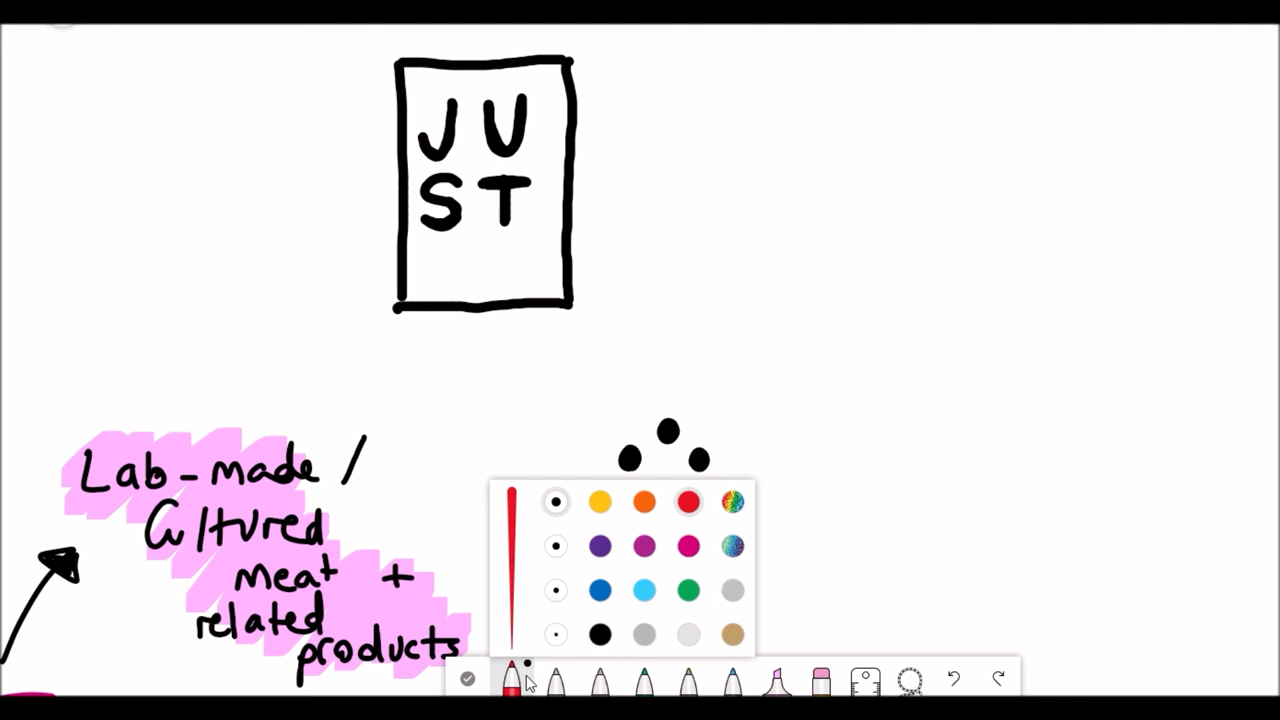 JU
ST
Lab-made /
Cultured
meat +
related
products